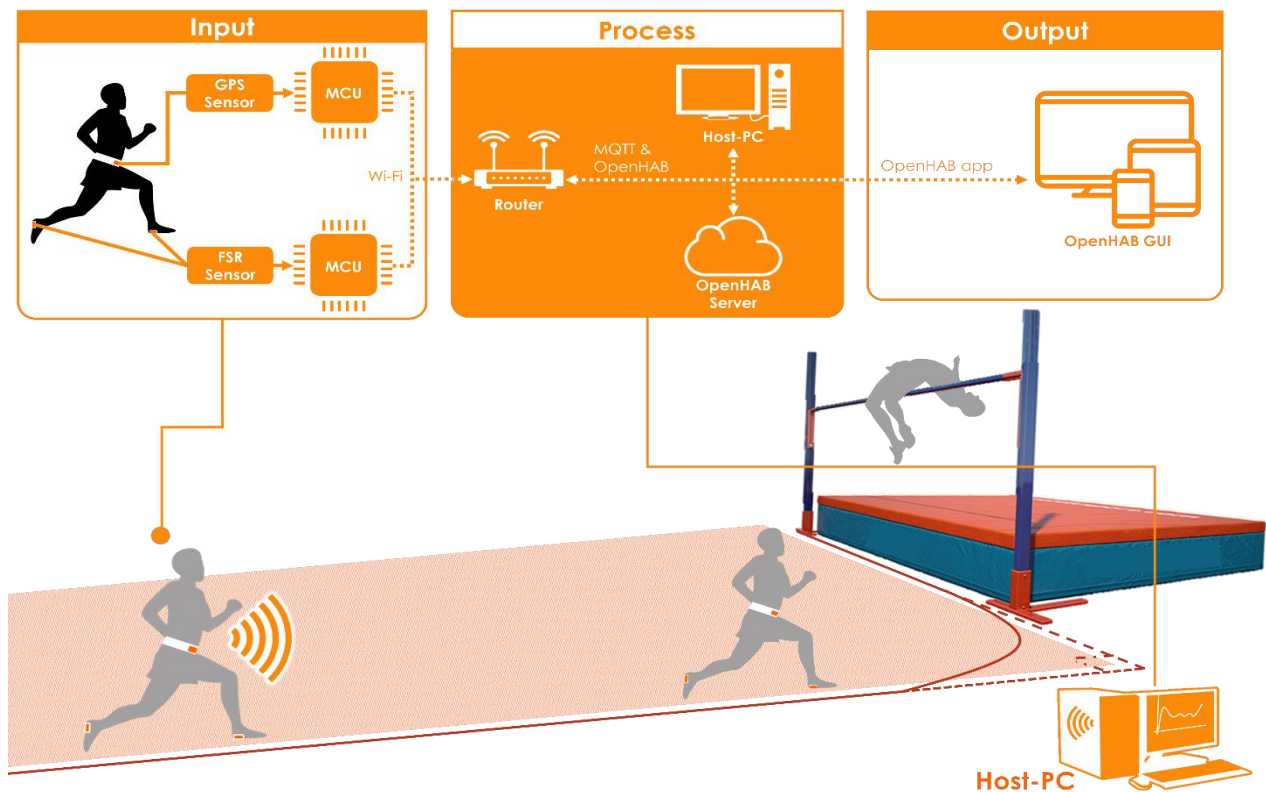 Input
GPS
Sensor
MCU
Wi-Fi
FSR
Sensor
MCU
Process
Host-PC
MQTT &
OpenHAB
Router
OpenHAB
Server
Output
OpenHAB app
OpenHAB GUI
Host-PC